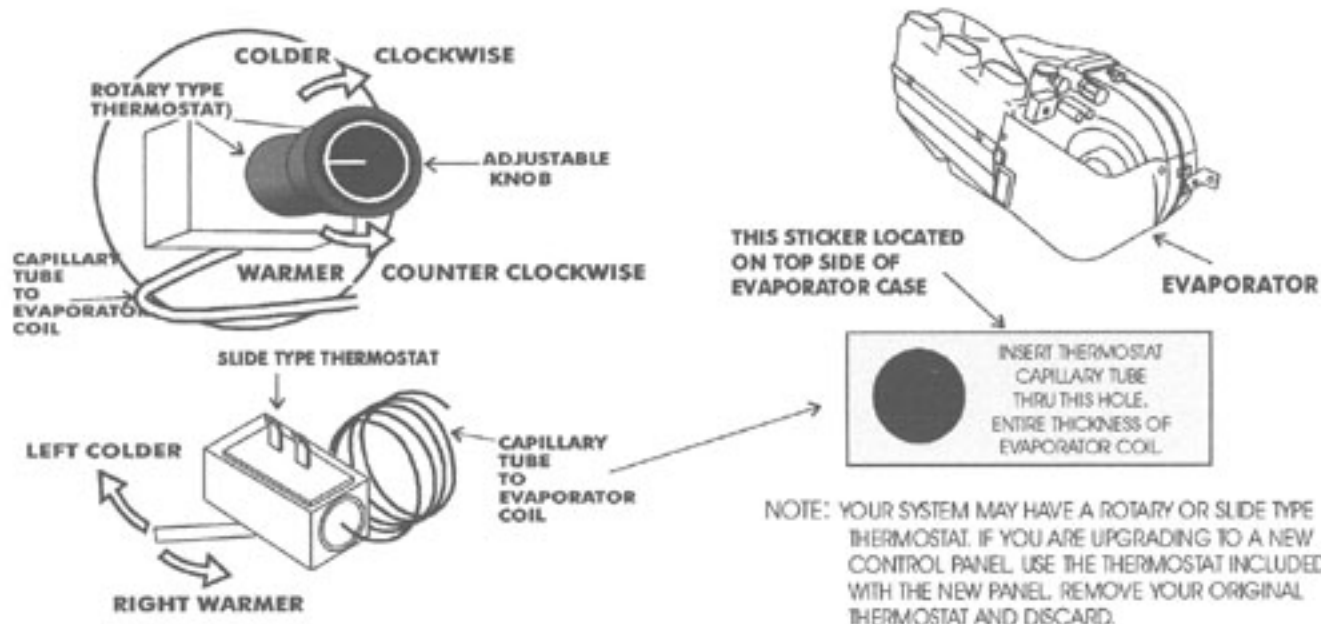 COLDER
CLOCKWISE
ROTARY TYPE
THERMOSTAT)
ADJUSTABLE
KNOB
WARMER
COUNTER CLOCKWISE
CAPILLARY
TUBE
TO
EVAPORATOR
COIL
SLIDE TYPE THERMOSTAT
LEFT COLDER
RIGHT WARMER
CAPILLARY
TUBE
TO
EVAPORATOR
COIL
EVAPORATOR
THIS STICKER LOCATED
ON TOP SIDE OF
EVAPORATOR CASE
INSERT THERMOSTAT
CAPILLARY TUBE
THRU THIS HOLE.
ENTIRE THICKNESS OF
EVAPORATOR COIL.
NOTE: YOUR SYSTEM MAY HAVE A ROTARY OR SLIDE TYPE
THERMOSTAT. IF YOU ARE UPGRADING TO A NEW
CONTROL PANEL, USE THE THERMOSTAT INCLUDED
WITH THE NEW PANEL. REMOVE YOUR ORIGINAL
THERMOSTAT AND DISCARD.